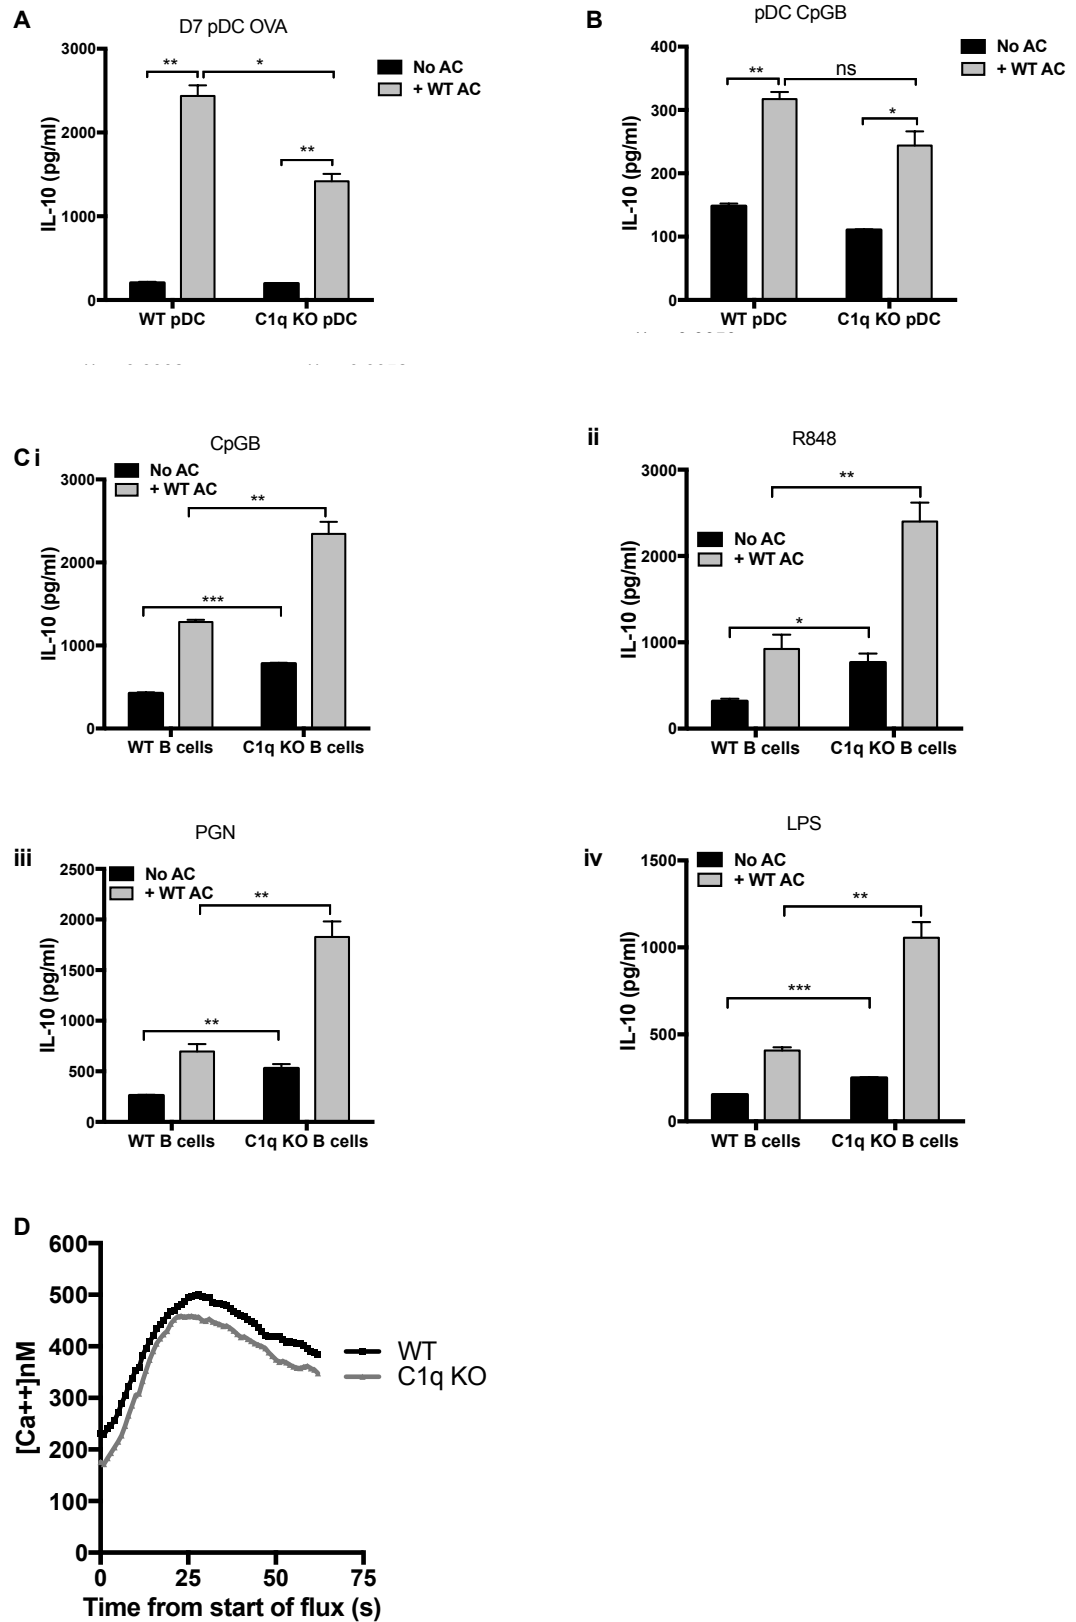 A
D7 pDC OVA
No AC
+ WT AC
IL-10 (pg/ml)
3000
2000
1000
0
**
*
**
WT pDC
C1q KO pDC
B
pDC CpGB
No AC
+ WT AC
IL-10 (pg/ml)
400
300
200
100
0
**
ns
*
WT pDC
C1q KO pDC
C i
CpGB
No AC
+ WT AC
IL-10 (pg/ml)
3000
2000
1000
0
**
***
WT B cells
C1q KO B cells
ii
R848
No AC
+ WT AC
IL-10 (pg/ml)
3000
2000
1000
0
**
*
WT B cells
C1q KO B cells
iii
PGN
No AC
+ WT AC
IL-10 (pg/ml)
2500
2000
1500
1000
500
0
**
**
WT B cells
C1q KO B cells
iv
LPS
No AC
+ WT AC
IL-10 (pg/ml)
1500
1000
500
0
**
***
WT B cells
C1q KO B cells
D
[Ca++]nM
600
500
400
300
200
100
0
0 25 50 75
Time from start of flux (s)
WT
C1q KO